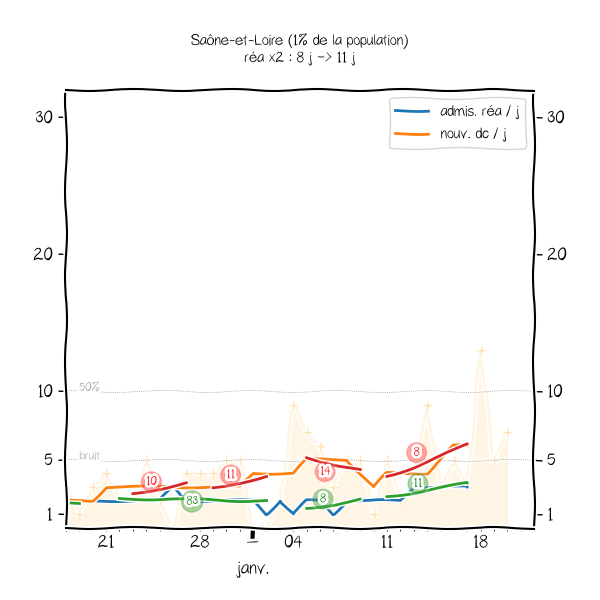 Saône-et-Loire (1% de la population)
réa x2 : 8 j -> 11 j
admis. réa / j
nouv. dc / j
30 30
20 20
10 10
50%
5 5
bruit
1 1
10 83 11 14 8 8 11
21 28 04 11 18
janv.